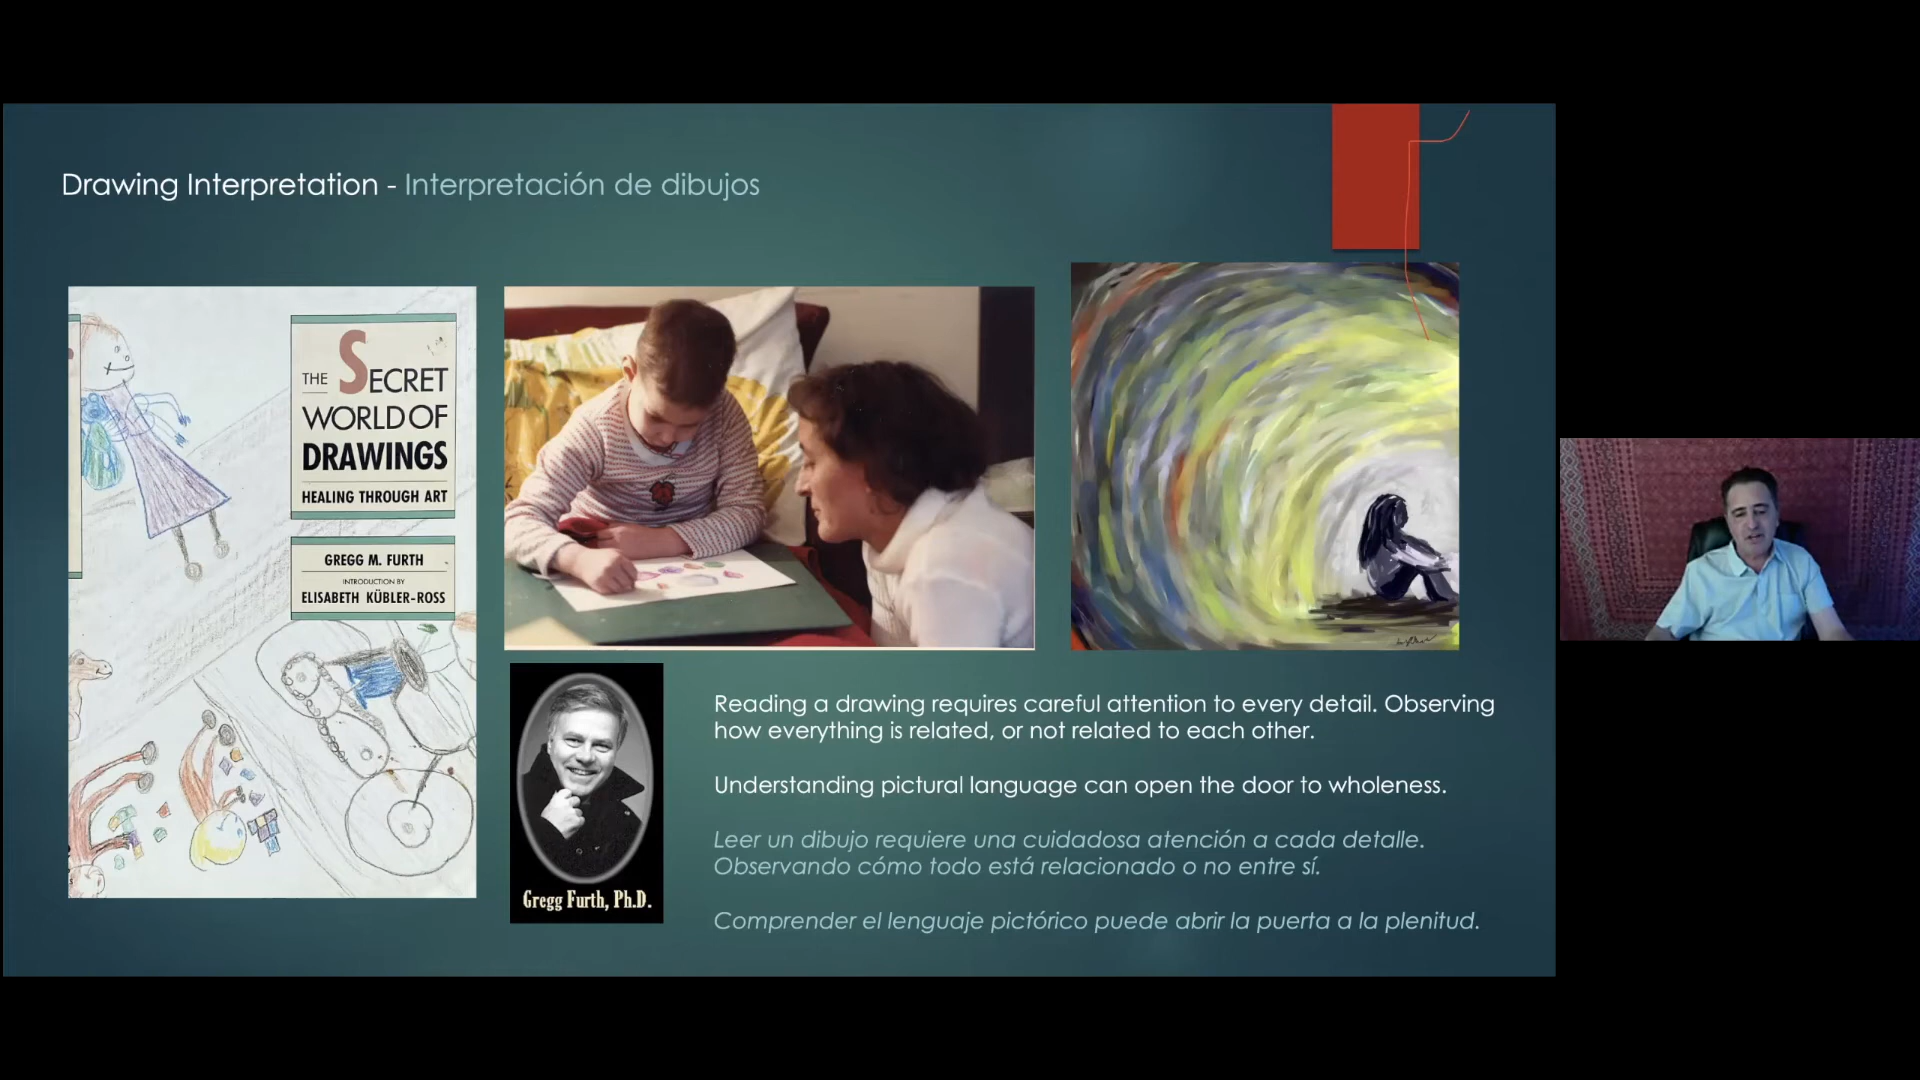 Drawing Interpretation - Interpretación de dibujos
THE SECRET
WORLD OF
DRAWINGS
HEALING THROUGH ART
GREGG M. FURTH
INTRODUCTION BY
ELISABETH KÜBLER-ROSS
Gregg Furth, Ph.D.
Reading a drawing requires careful attention to every detail. Observing
how everything is related, or not related to each other.
Understanding pictural language can open the door to wholeness.
Leer un dibujo requiere una cuidadosa atención a cada detalle.
Observando cómo todo está relacionado o no entre sí.
Comprender el lenguaje pictórico puede abrir la puerta a la plenitud.